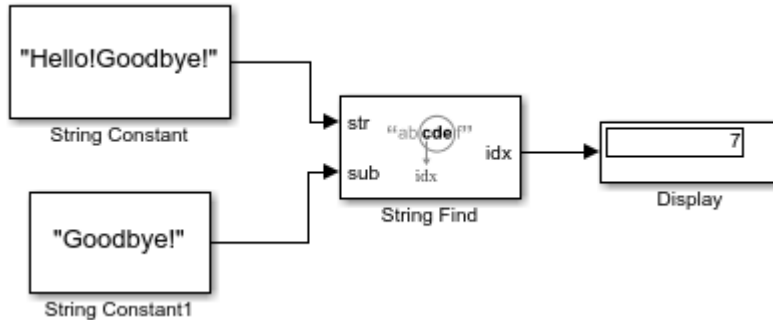 "Hello!Goodbye!"
String Constant
str
"ab(cde)f"
idx
sub
idx
String Find
7
Display
"Goodbye!"
String Constant1